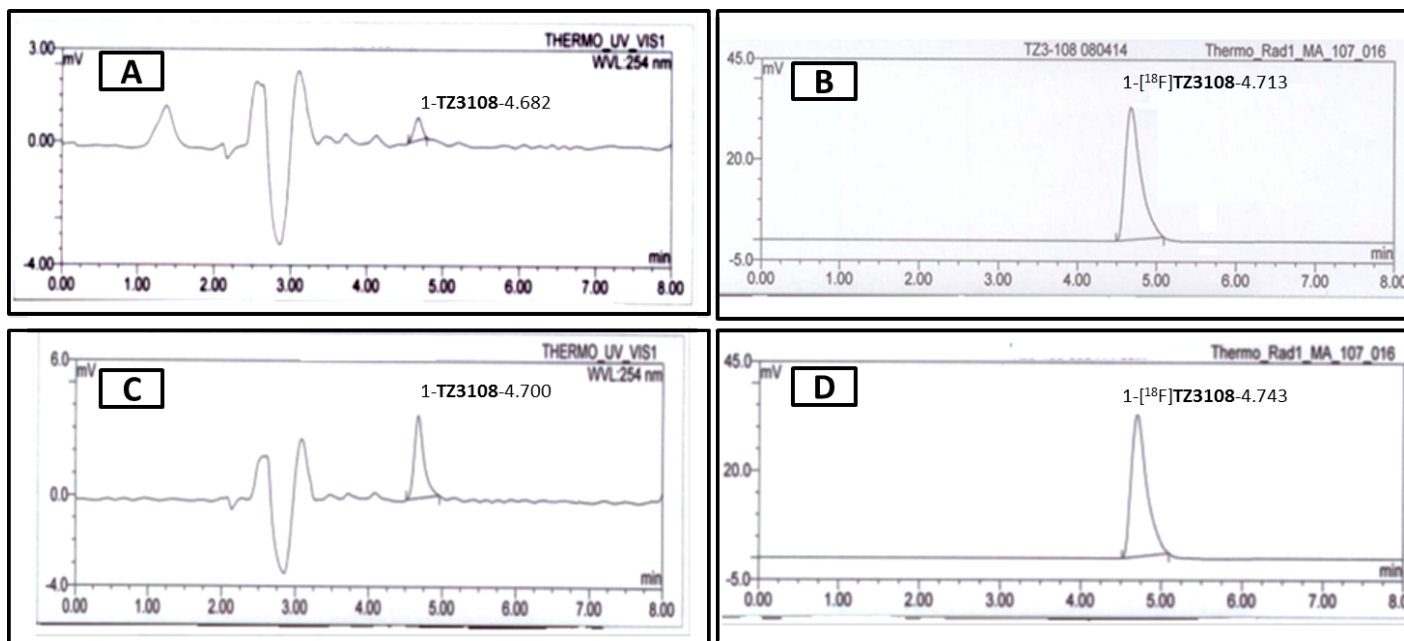 3.00
mV
THERMO_UV_VIS1
WVL:254 nm
A
1-TZ3108-4.682
0.00
-4.00
min
0.00 1.00 2.00 3.00 4.00 5.00 6.00 7.00 8.00
45.0
mV
TZ3-108 080414 Thermo_Rad1_MA_107_016
B
1-[¹⁸F]TZ3108-4.713
20.0
-5.0
min
0.00 1.00 2.00 3.00 4.00 5.00 6.00 7.00 8.00
6.0
mV
THERMO_UV_VIS1
WVL:254 nm
C
1-TZ3108-4.700
0.0
-4.0
min
0.00 1.00 2.00 3.00 4.00 5.00 6.00 7.00 8.00
45.0
mV
Thermo_Rad1_MA_107_016
D
1-[¹⁸F]TZ3108-4.743
20.0
-5.0
min
0.00 1.00 2.00 3.00 4.00 5.00 6.00 7.00 8.00